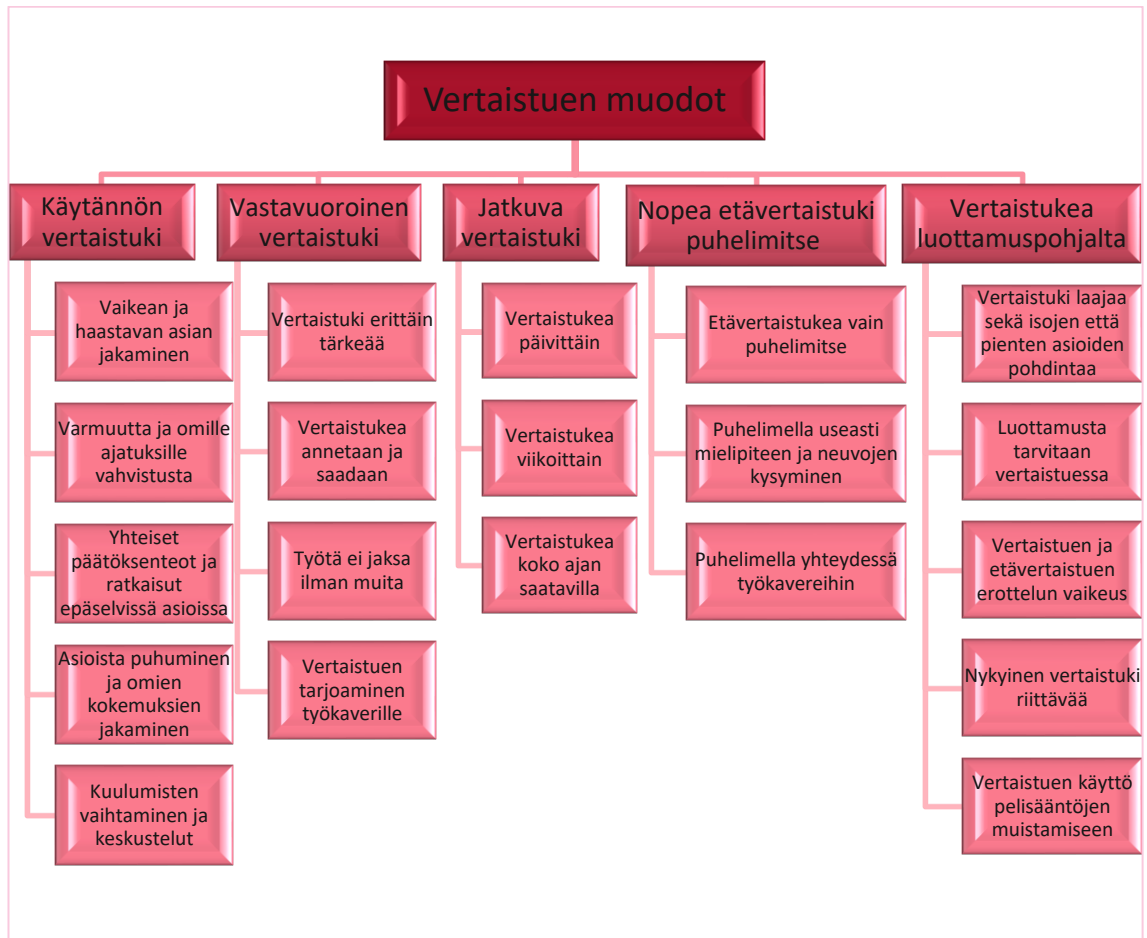 Vertaistuen muodot
Käytännön
vertaistuki
Vaikean ja
haastavan asian
jakaminen
Varmuutta ja omille
ajatuksille
vahvistusta
Yhteiset
päätöksenteot ja
ratkaisut
epäselvissä asioissa
Asioista puhuminen
ja omien
kokemuksien
jakaminen
Kuulumisten
vaihtaminen ja
keskustelut
Vastavuoroinen
vertaistuki
Vertaistuki erittäin
tärkeää
Vertaistukea
annetaan ja
saadaan
Työtä ei jaksa
ilman muita
Vertaistuen
tarjoaminen
työkaverille
Jatkuva
vertaistuki
Vertaistukea
päivittäin
Vertaistukea
viikoittain
Vertaistukea
koko ajan
saatavilla
Nopea etävertaistuki
puhelimitse
Etävertaistukea vain
puhelimitse
Puhelimella useasti
mielipiteen ja neuvojen
kysyminen
Puhelimella yhteydessä
työkavereihin
Vertaistukea
luottamuspohjalta
Vertaistuki laajaa
sekä isojen että
pienten asioiden
pohdintaa
Luottamusta
tarvitaan
vertaistuessa
Vertaistuen ja
etävertaistuen
erottelun vaikeus
Nykyinen vertaistuki
riittävää
Vertaistuen käyttö
pelisääntöjen
muistamiseen